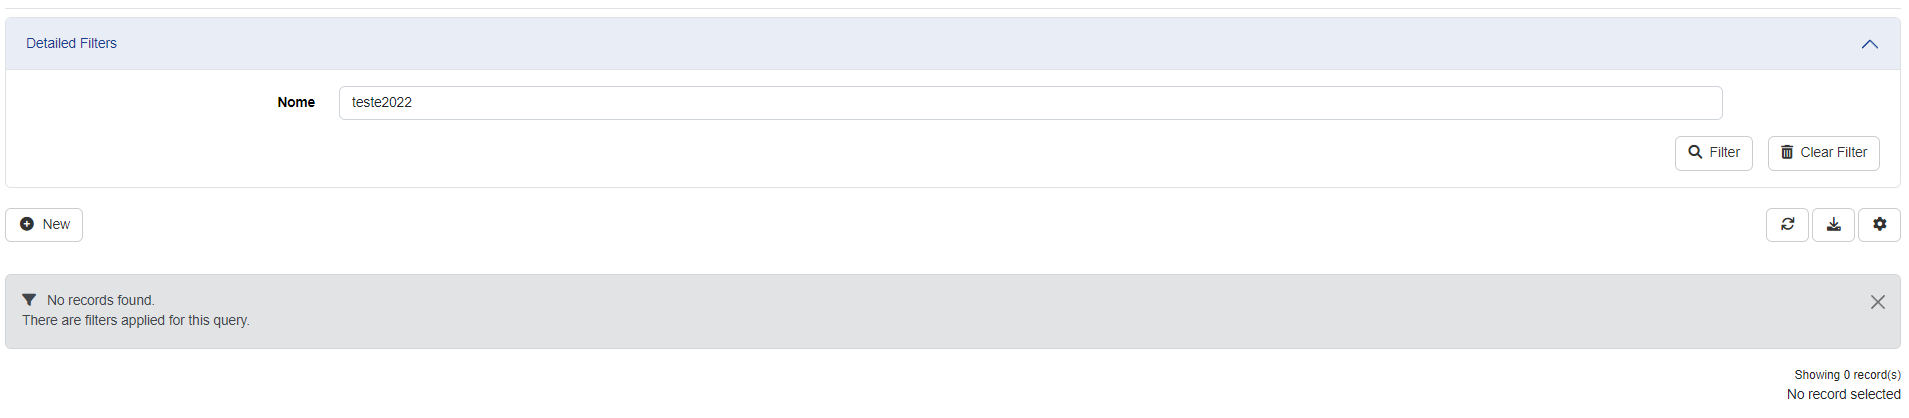 Detailed Filters
Nome teste2022
Filter Clear Filter
New
No records found.
There are filters applied for this query.
Showing 0 record(s)
No record selected